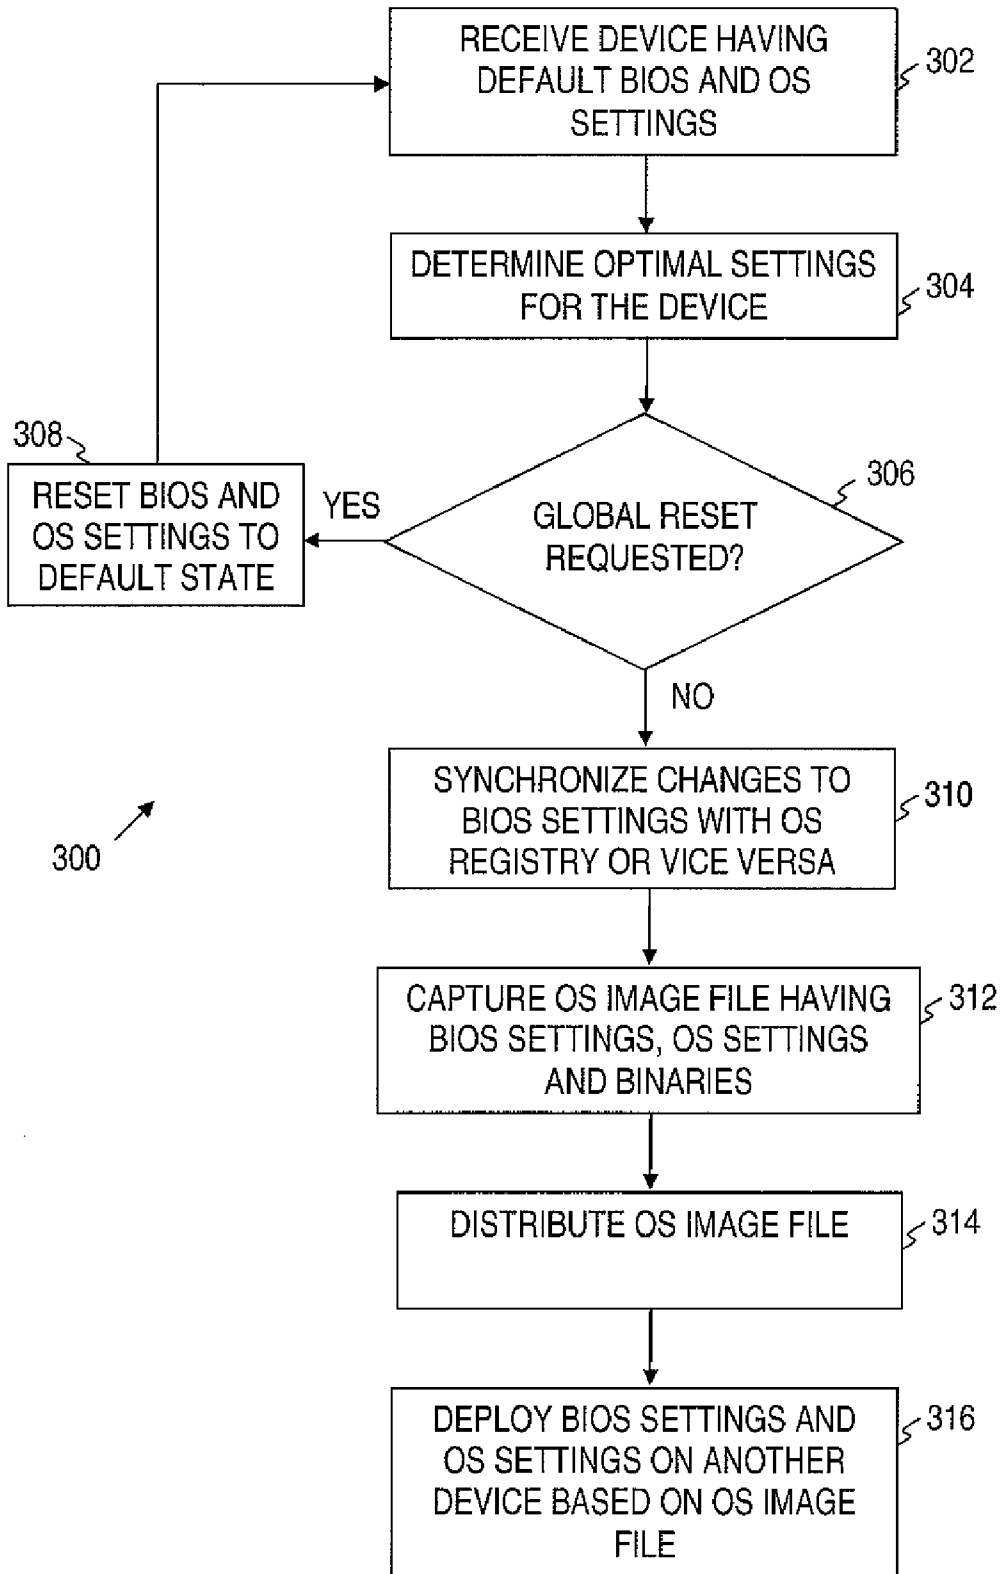 RECEIVE DEVICE HAVING
DEFAULT BIOS AND OS
SETTINGS
302
DETERMINE OPTIMAL SETTINGS
FOR THE DEVICE
304
GLOBAL RESET
REQUESTED?
306
YES
308
RESET BIOS AND
OS SETTINGS TO
DEFAULT STATE
NO
SYNCHRONIZE CHANGES TO
BIOS SETTINGS WITH OS
REGISTRY OR VICE VERSA
310
300
CAPTURE OS IMAGE FILE HAVING
BIOS SETTINGS, OS SETTINGS
AND BINARIES
312
DISTRIBUTE OS IMAGE FILE
314
DEPLOY BIOS SETTINGS AND
OS SETTINGS ON ANOTHER
DEVICE BASED ON OS IMAGE
FILE
316